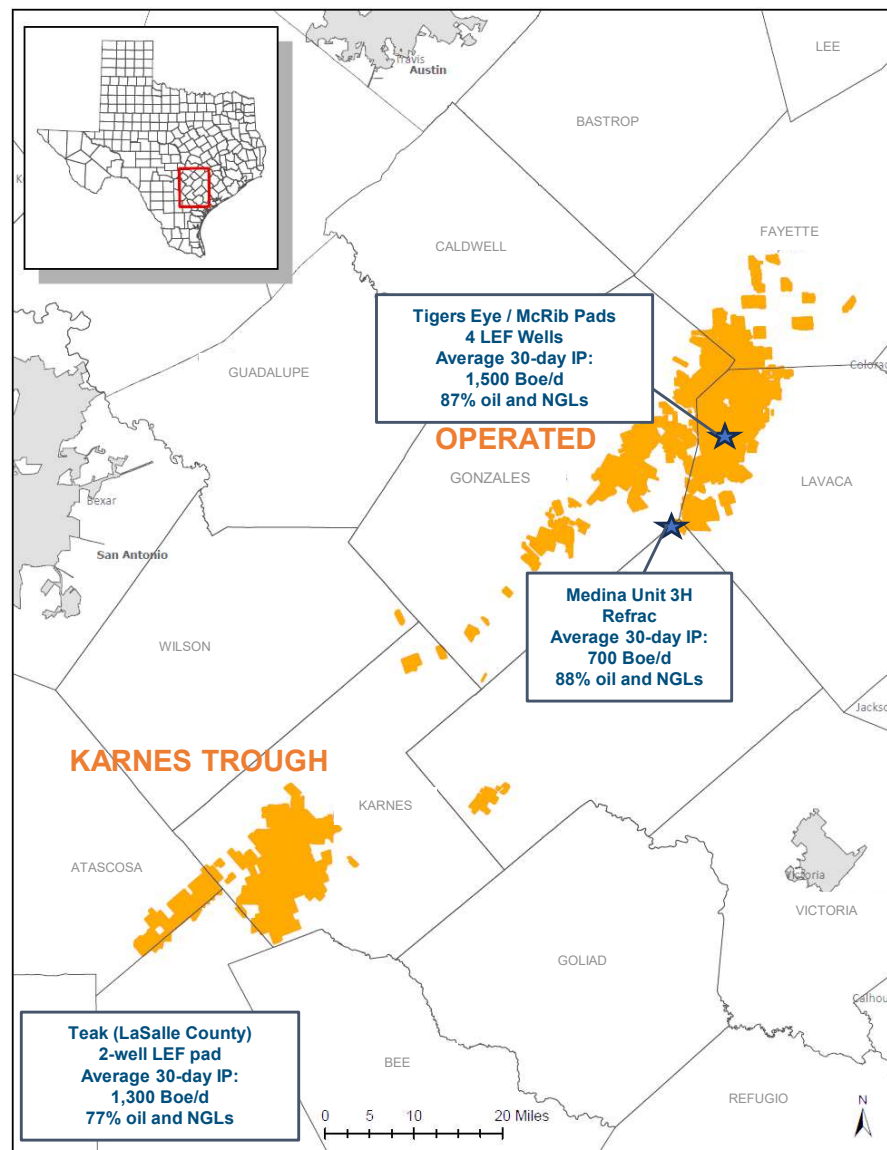 Travis
Austin
LEE
BASTROP
FAYETTE
CALDWELL
Tigers Eye / McRib Pads
4 LEF Wells
Average 30-day IP:
1,500 Boe/d
87% oil and NGLs
GUADALUPE
OPERATED
GONZALES
LAVACA
Bexar
San Antonio
Medina Unit 3H
Refrac
Average 30-day IP:
700 Boe/d
88% oil and NGLs
WILSON
Jackso
KARNES TROUGH
KARNES
ATASCOSA
Victoria
VICTORIA
GOLIAD
Calhou
Teak (LaSalle County)
2-well LEF pad
Average 30-day IP:
1,300 Boe/d
77% oil and NGLs
BEE
REFUGIO
0 5 10 20 Miles
N